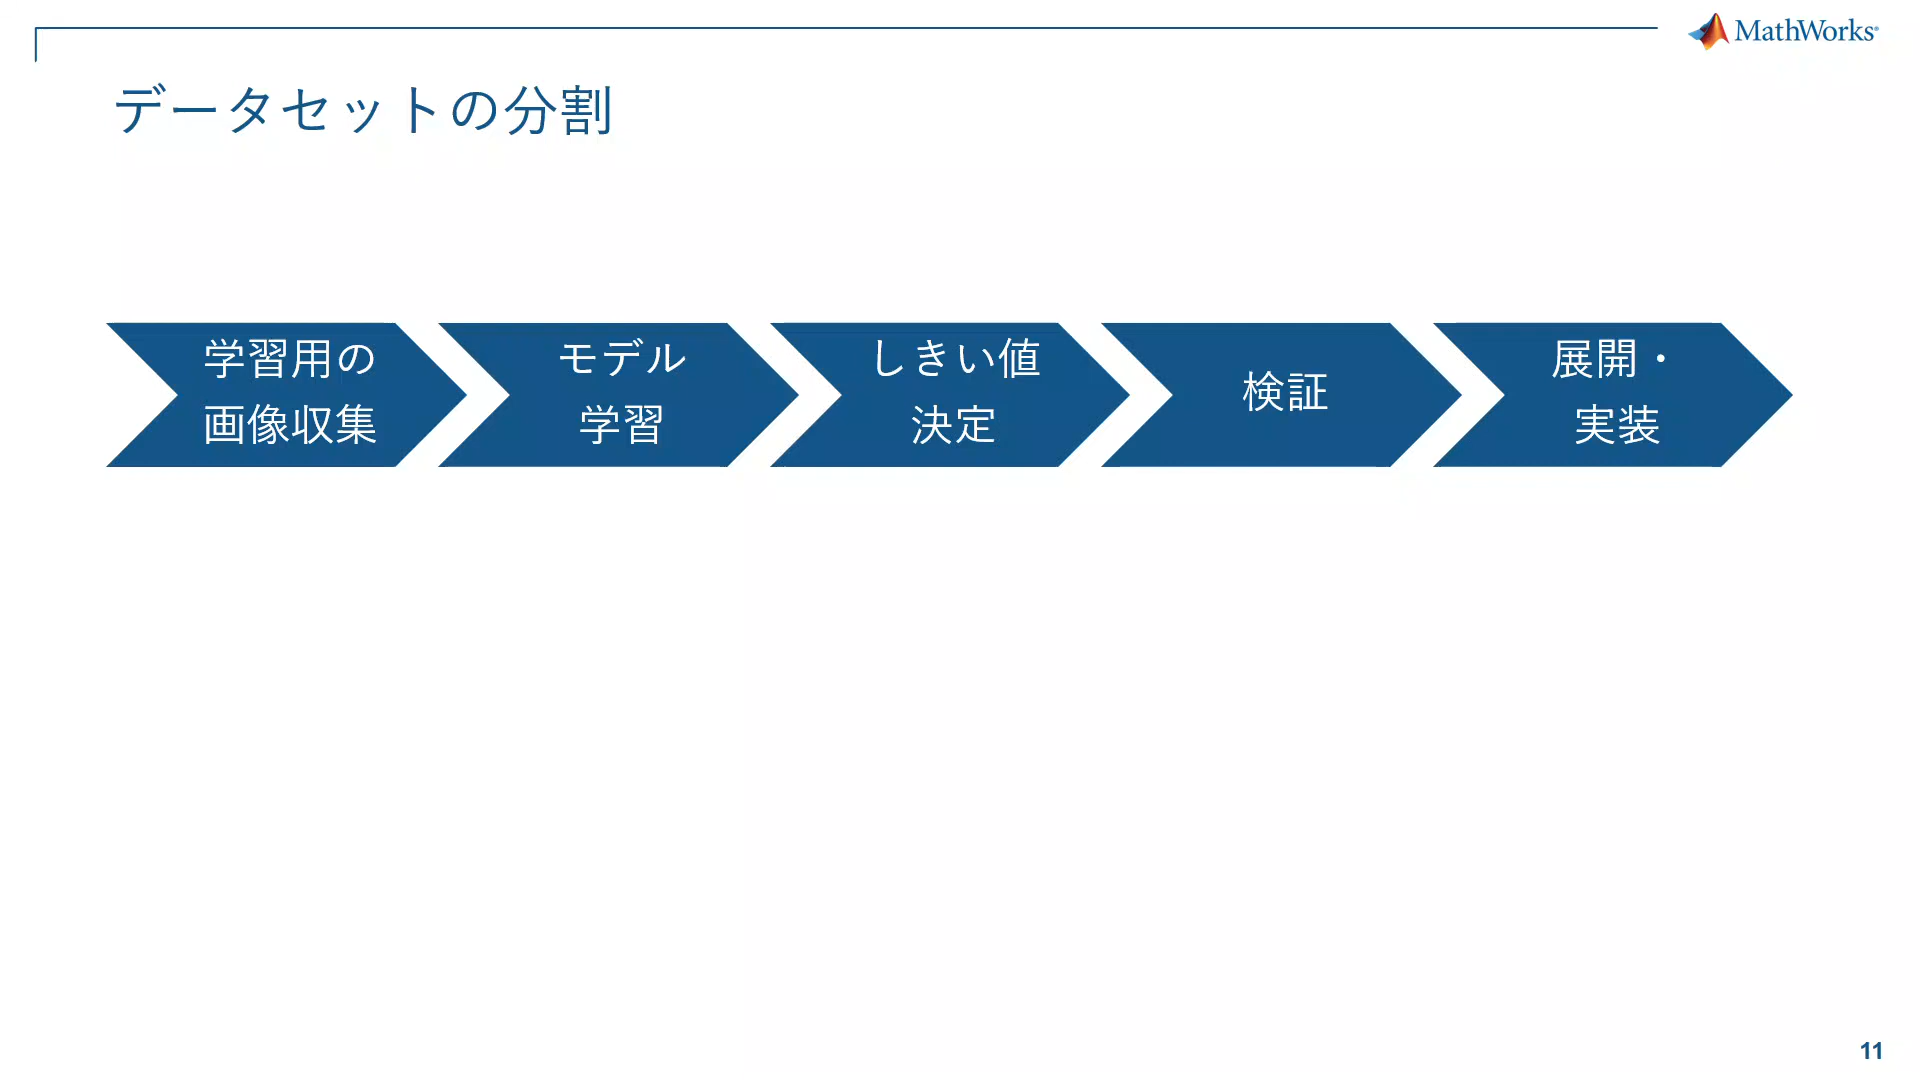 MathWorks®
データセットの分割
学習用の
画像収集
モデル
学習
しきい値
決定
検証
展開・
実装
11